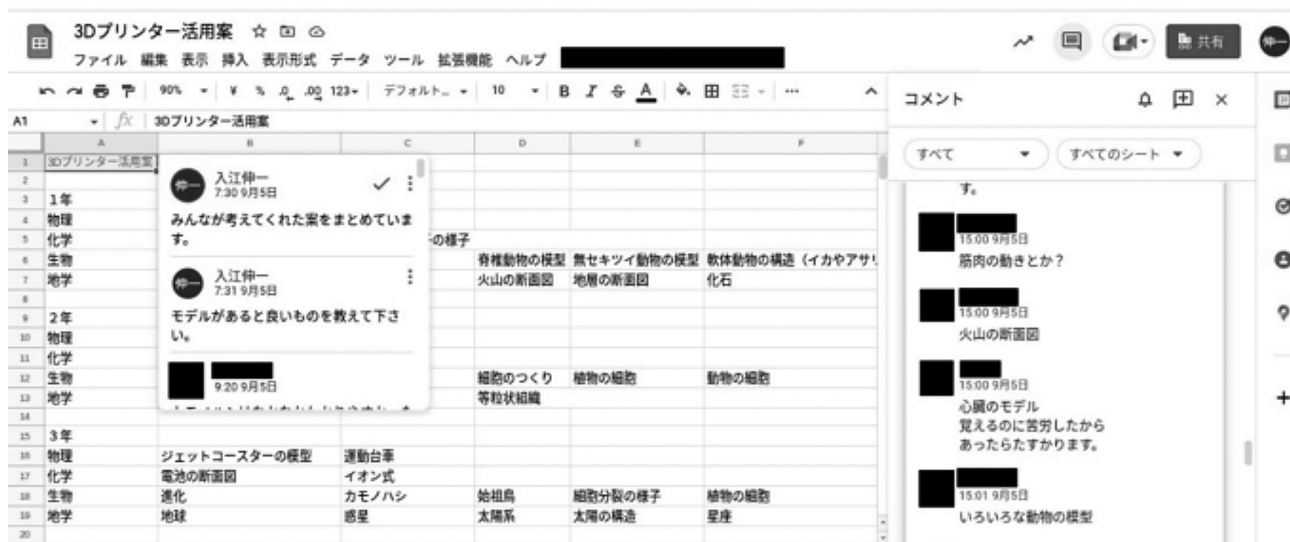 3Dプリンター活用案
ファイル 編集 表示 挿入 表示形式 データ ツール 拡張機能 ヘルプ
共有
伸一
90% ¥ % .0 .00 123 デフォルト... 10 B I S A
A1 fx 3Dプリンター活用案
A B C D E F
1 3Dプリンター活用案
2
3 1年
4 物理
5 化学 の様子
6 生物 脊椎動物の模型 無セキツイ動物の模型 軟体動物の構造（イカやアサリ
7 地学 火山の断面図 地層の断面図 化石
8
9 2年
10 物理
11 化学
12 生物 細胞のつくり 植物の細胞 動物の細胞
13 地学 等粒状組織
14
15 3年
16 物理 ジェットコースターの模型 運動台車
17 化学 電池の断面図 イオン式
18 生物 進化 カモノハシ 始祖鳥 細胞分裂の様子 植物の細胞
19 地学 地球 惑星 太陽系 太陽の構造 星座
20
伸一 入江伸一
7:30 9月5日
みんなが考えてくれた案をまとめていま
す。
伸一 入江伸一
7:31 9月5日
モデルがあると良いものを教えて下さ
い。
9:20 9月5日
コメント
すべて すべてのシート
す。
15:00 9月5日
筋肉の動きとか？
15:00 9月5日
火山の断面図
15:00 9月5日
心臓のモデル
覚えるのに苦労したから
あったらたすかります。
15:01 9月5日
いろいろな動物の模型